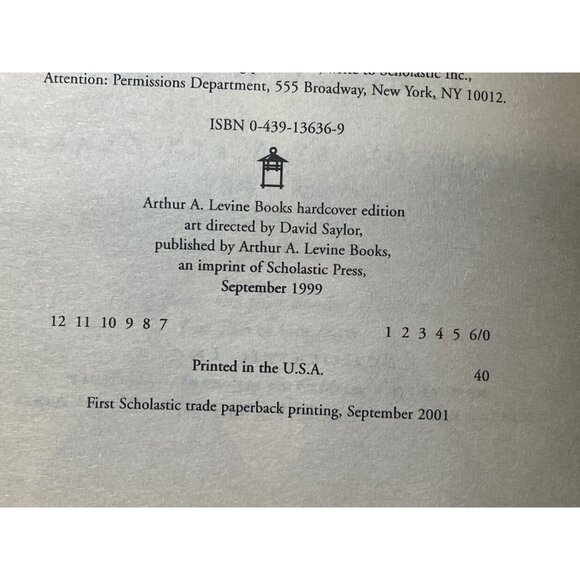 to Scholastic Inc.,
Attention: Permissions Department, 555 Broadway, New York, NY 10012.
ISBN 0-439-13636-9
Arthur A. Levine Books hardcover edition
art directed by David Saylor,
published by Arthur A. Levine Books,
an imprint of Scholastic Press,
September 1999
12 11 10 9 8 7 1 2 3 4 5 6/0
Printed in the U.S.A. 40
First Scholastic trade paperback printing, September 2001